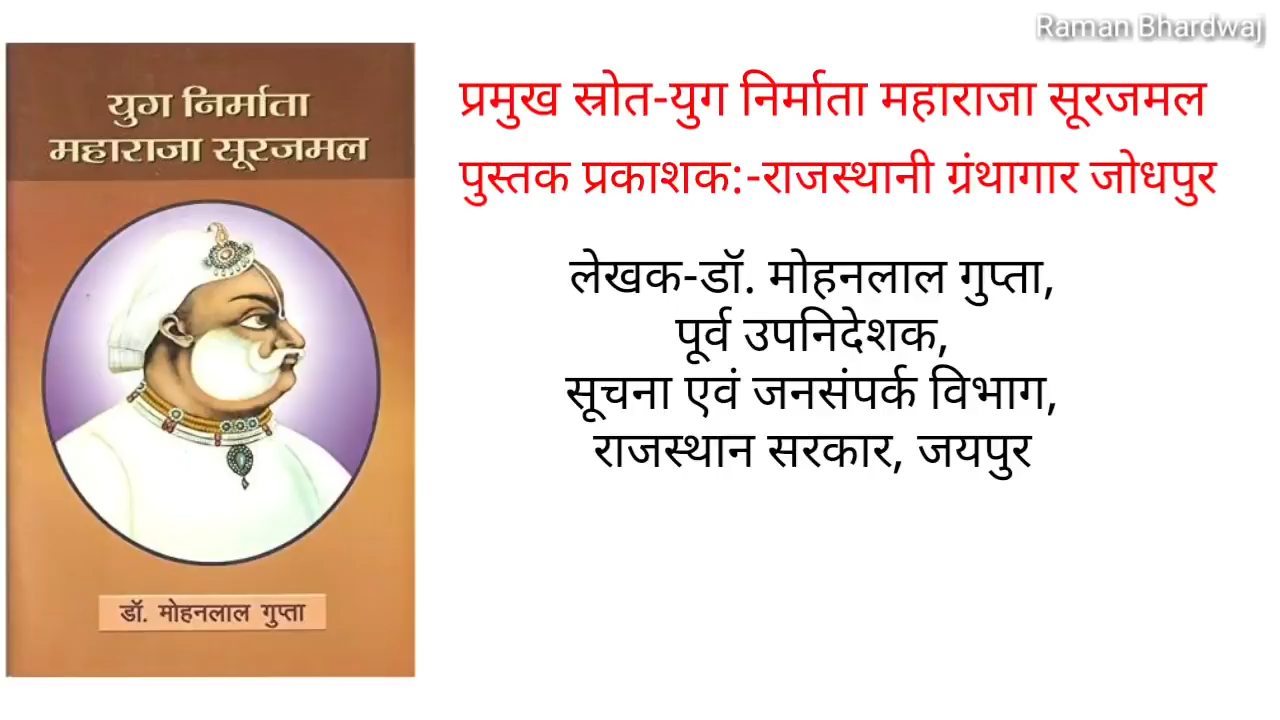 Raman Bhardwaj
युग निर्माता
महाराजा सूरजमल
डॉ. मोहनलाल गुप्ता
प्रमुख स्रोत-युग निर्माता महाराजा सूरजमल
पुस्तक प्रकाशक:-राजस्थानी ग्रंथागार जोधपुर
लेखक-डॉ. मोहनलाल गुप्ता,
पूर्व उपनिदेशक,
सूचना एवं जनसंपर्क विभाग,
राजस्थान सरकार, जयपुर